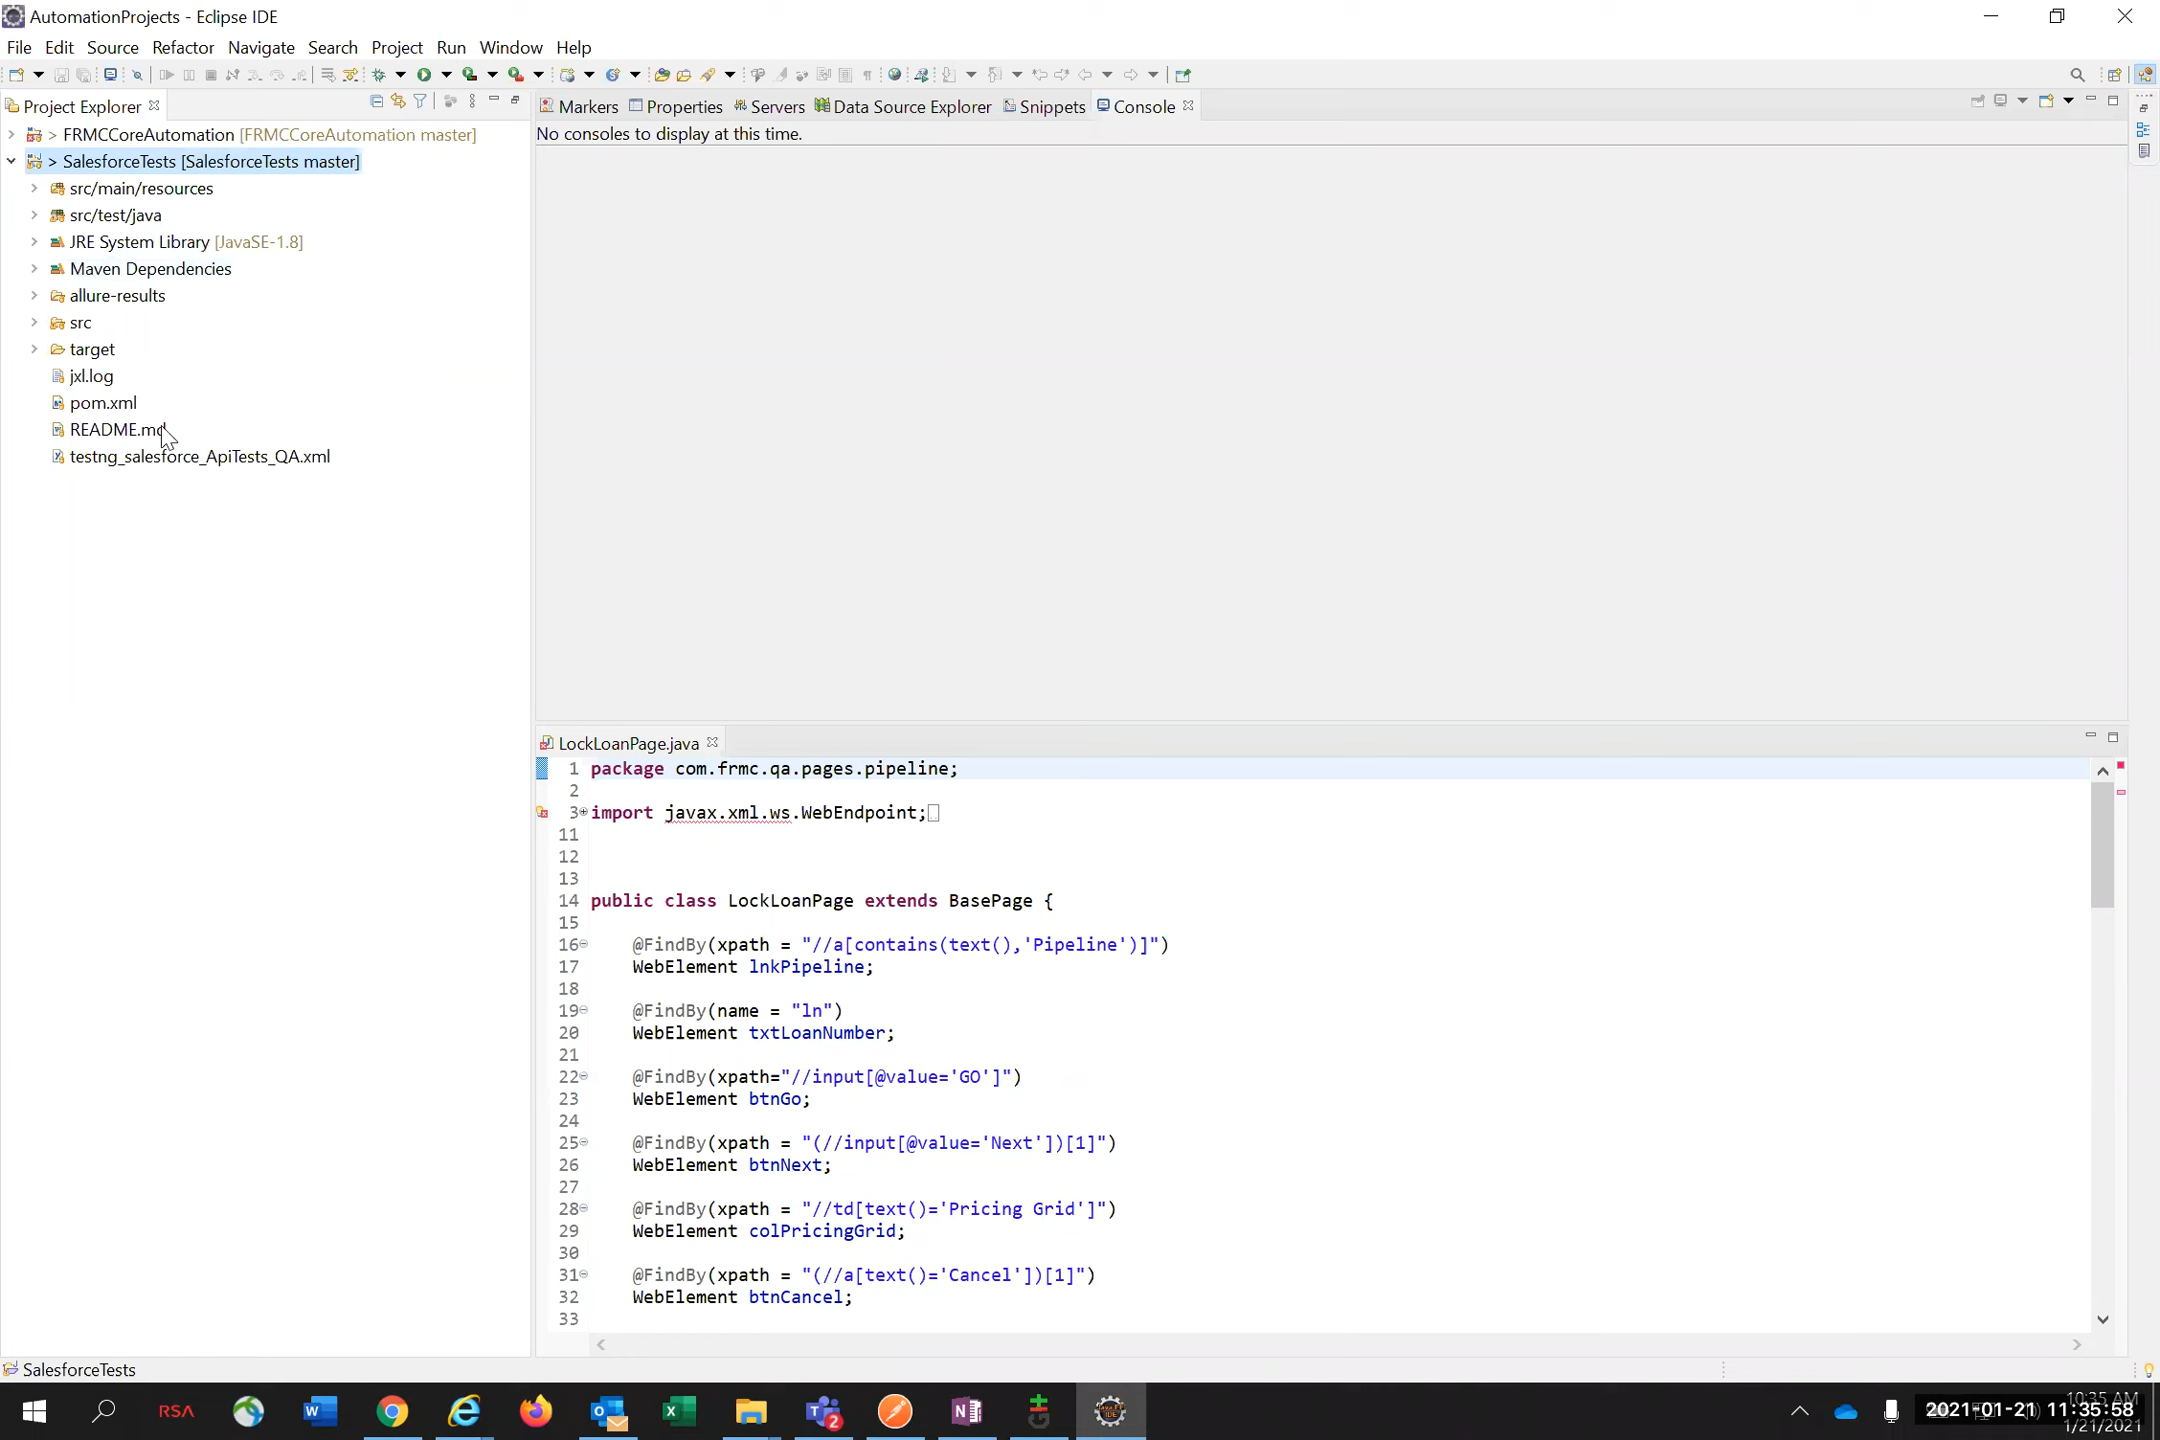 AutomationProjects - Eclipse IDE
File Edit Source Refactor Navigate Search Project Run Window Help
Project Explorer
> FRMCCoreAutomation [FRMCCoreAutomation master]
> SalesforceTests [SalesforceTests master]
src/main/resources
src/test/java
JRE System Library [JavaSE-1.8]
Maven Dependencies
allure-results
src
target
jxl.log
pom.xml
README.md
testng_salesforce_ApiTests_QA.xml
Markers Properties Servers Data Source Explorer Snippets Console
No consoles to display at this time.
LockLoanPage.java
1 package com.frmc.qa.pages.pipeline;
2
3 import javax.xml.ws.WebEndpoint;
11
12
13
14 public class LockLoanPage extends BasePage {
15
16 @FindBy(xpath = "//a[contains(text(),'Pipeline')]")
17 WebElement lnkPipeline;
18
19 @FindBy(name = "ln")
20 WebElement txtLoanNumber;
21
22 @FindBy(xpath="//input[@value='GO']")
23 WebElement btnGo;
24
25 @FindBy(xpath = "(//input[@value='Next'])[1]")
26 WebElement btnNext;
27
28 @FindBy(xpath = "//td[text()='Pricing Grid']")
29 WebElement colPricingGrid;
30
31 @FindBy(xpath = "(//a[text()='Cancel'])[1]")
32 WebElement btnCancel;
33
SalesforceTests
RSA
2
10:35 AM
2021-01-21 11:35:58
1/21/2021